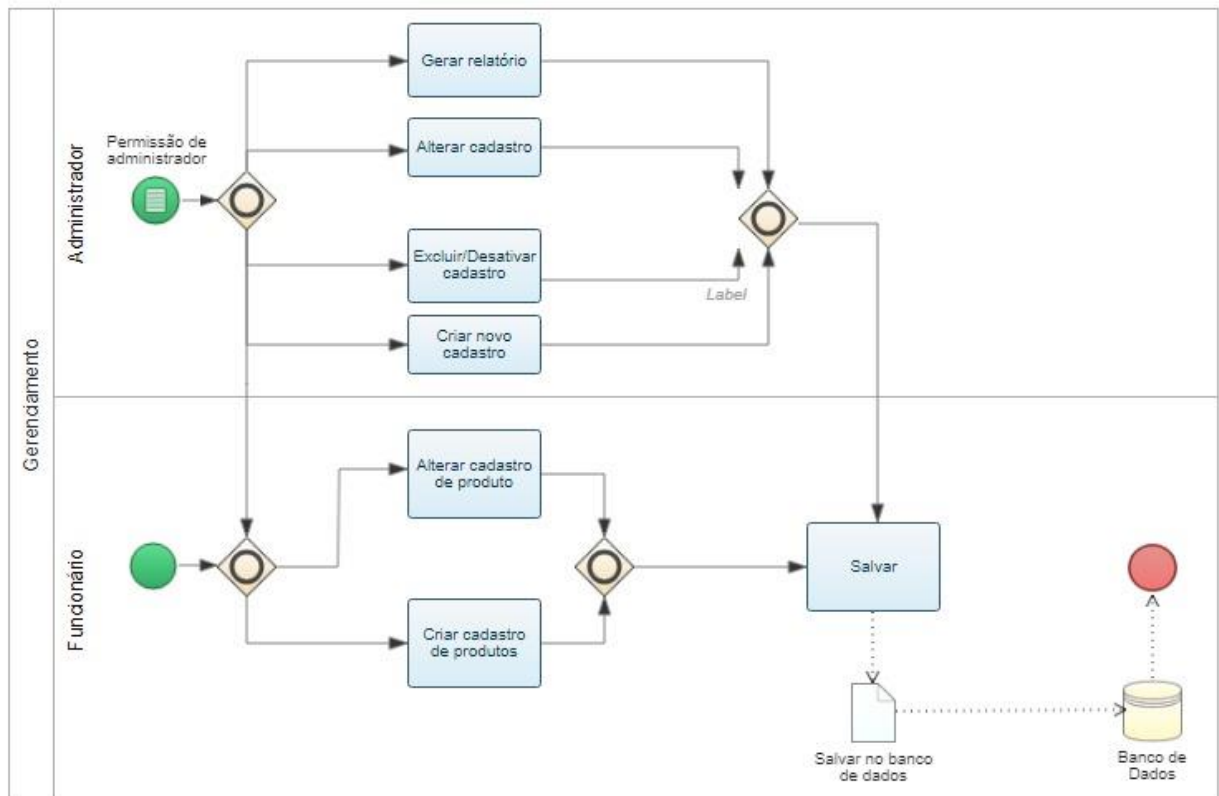 Gerenciamento
Administrador
Permissão de
administrador
Gerar relatório
Alterar cadastro
Excluir/Desativar
cadastro
Label
Criar novo
cadastro
Funcionário
Alterar cadastro
de produto
Criar cadastro
de produtos
Salvar
Salvar no banco
de dados
Banco de
Dados